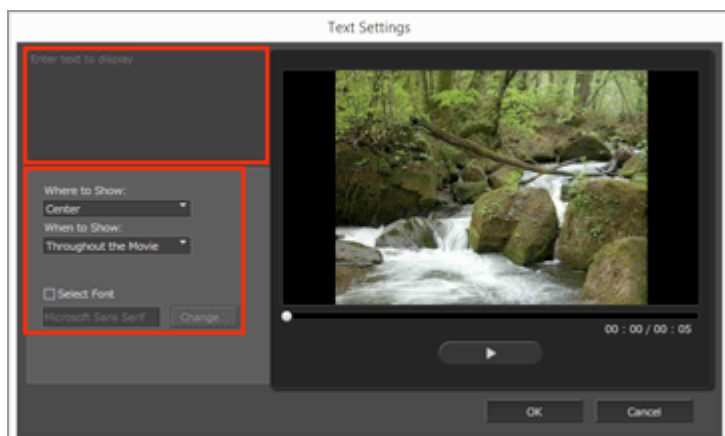 Text Settings
Enter text to display
Where to Show:
Center
When to Show:
Throughout the Movie
Select Font
Microsoft Sans Serif Change...
00 : 00 / 00 : 05
OK Cancel